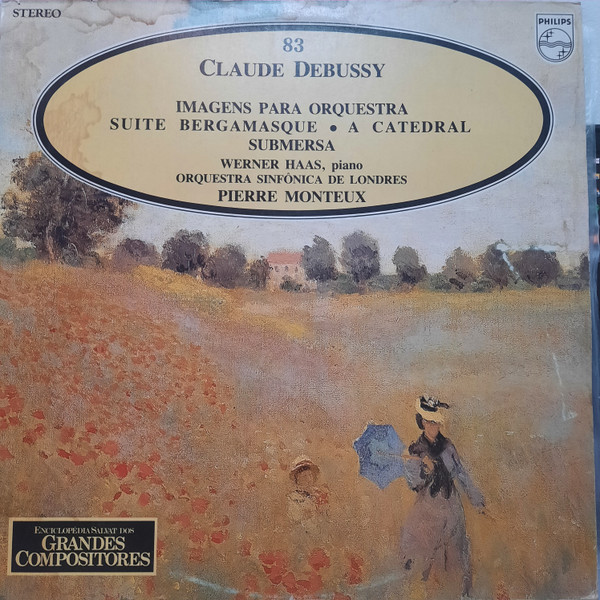 STEREO
PHILIPS
83
CLAUDE DEBUSSY
IMAGENS PARA ORQUESTRA
SUITE BERGAMASQUE • A CATEDRAL
SUBMERSA
WERNER HAAS, piano
ORQUESTRA SINFÔNICA DE LONDRES
PIERRE MONTEUX
ENCICLOPÉDIA SALVAT DOS
GRANDES
COMPOSITORES